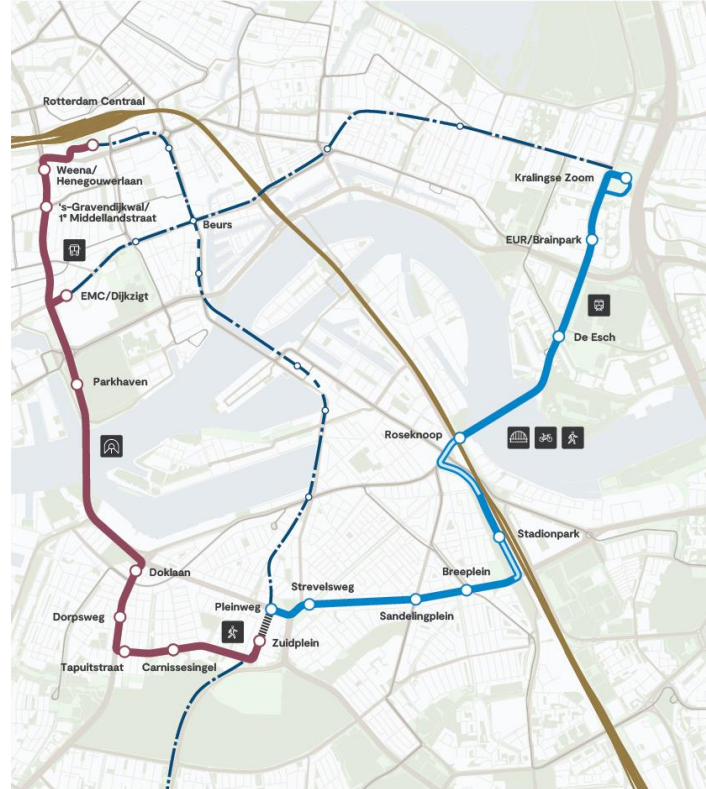 Rotterdam Centraal
Weena/
Henegouwerlaan
's-Gravendijkwal/
1e Middellandstraat
Beurs
EMC/Dijkzigt
Parkhaven
Kralingse Zoom
EUR/Brainpark
De Esch
Roseknoop
Stadionpark
Doklaan
Breeplein
Strevelsweg
Pleinweg
Sandelingplein
Dorpsweg
Zuidplein
Tapuitstraat
Carnissesingel